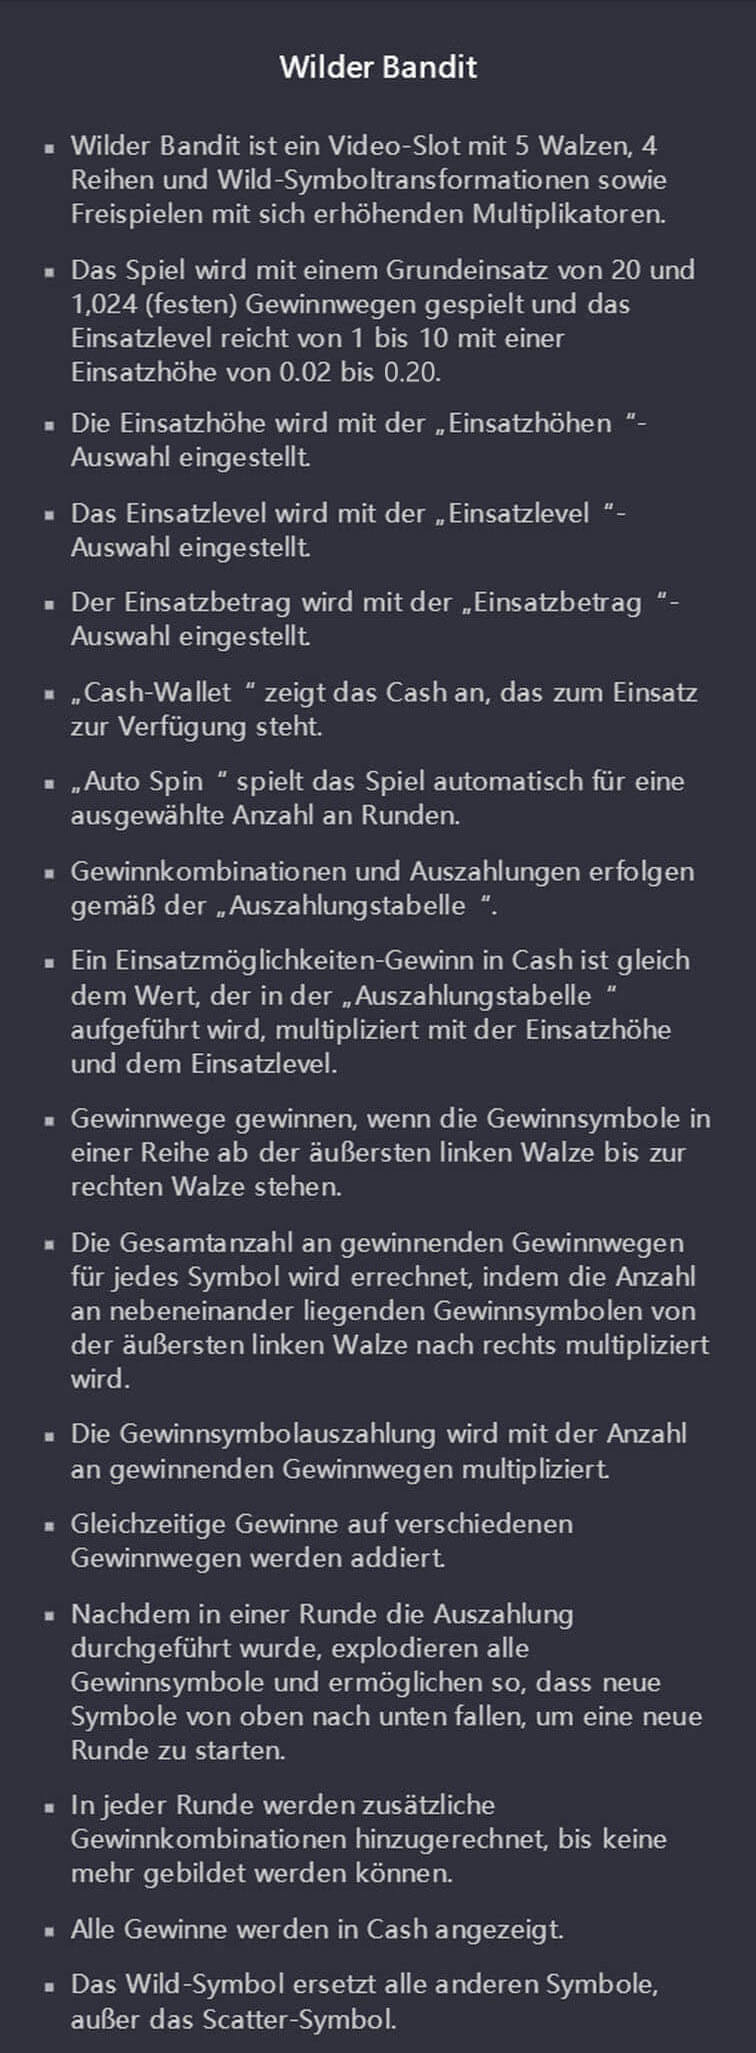 Wilder Bandit
▪ Wilder Bandit ist ein Video-Slot mit 5 Walzen, 4
Reihen und Wild-Symboltransformationen sowie
Freispielen mit sich erhöhenden Multiplikatoren.
▪ Das Spiel wird mit einem Grundeinsatz von 20 und
1,024 (festen) Gewinnwegen gespielt und das
Einsatzlevel reicht von 1 bis 10 mit einer
Einsatzhöhe von 0.02 bis 0.20.
▪ Die Einsatzhöhe wird mit der „Einsatzhöhen “-
Auswahl eingestellt.
▪ Das Einsatzlevel wird mit der „Einsatzlevel “-
Auswahl eingestellt.
▪ Der Einsatzbetrag wird mit der „Einsatzbetrag “-
Auswahl eingestellt.
▪ „Cash-Wallet “ zeigt das Cash an, das zum Einsatz
zur Verfügung steht.
▪ „Auto Spin “ spielt das Spiel automatisch für eine
ausgewählte Anzahl an Runden.
▪ Gewinnkombinationen und Auszahlungen erfolgen
gemäß der „Auszahlungstabelle “.
▪ Ein Einsatzmöglichkeiten-Gewinn in Cash ist gleich
dem Wert, der in der „Auszahlungstabelle “
aufgeführt wird, multipliziert mit der Einsatzhöhe
und dem Einsatzlevel.
▪ Gewinnwege gewinnen, wenn die Gewinnsymbole in
einer Reihe ab der äußersten linken Walze bis zur
rechten Walze stehen.
▪ Die Gesamtanzahl an gewinnenden Gewinnwegen
für jedes Symbol wird errechnet, indem die Anzahl
an nebeneinander liegenden Gewinnsymbolen von
der äußersten linken Walze nach rechts multipliziert
wird.
▪ Die Gewinnsymbolauszahlung wird mit der Anzahl
an gewinnenden Gewinnwegen multipliziert.
▪ Gleichzeitige Gewinne auf verschiedenen
Gewinnwegen werden addiert.
▪ Nachdem in einer Runde die Auszahlung
durchgeführt wurde, explodieren alle
Gewinnsymbole und ermöglichen so, dass neue
Symbole von oben nach unten fallen, um eine neue
Runde zu starten.
▪ In jeder Runde werden zusätzliche
Gewinnkombinationen hinzugerechnet, bis keine
mehr gebildet werden können.
▪ Alle Gewinne werden in Cash angezeigt.
▪ Das Wild-Symbol ersetzt alle anderen Symbole,
außer das Scatter-Symbol.